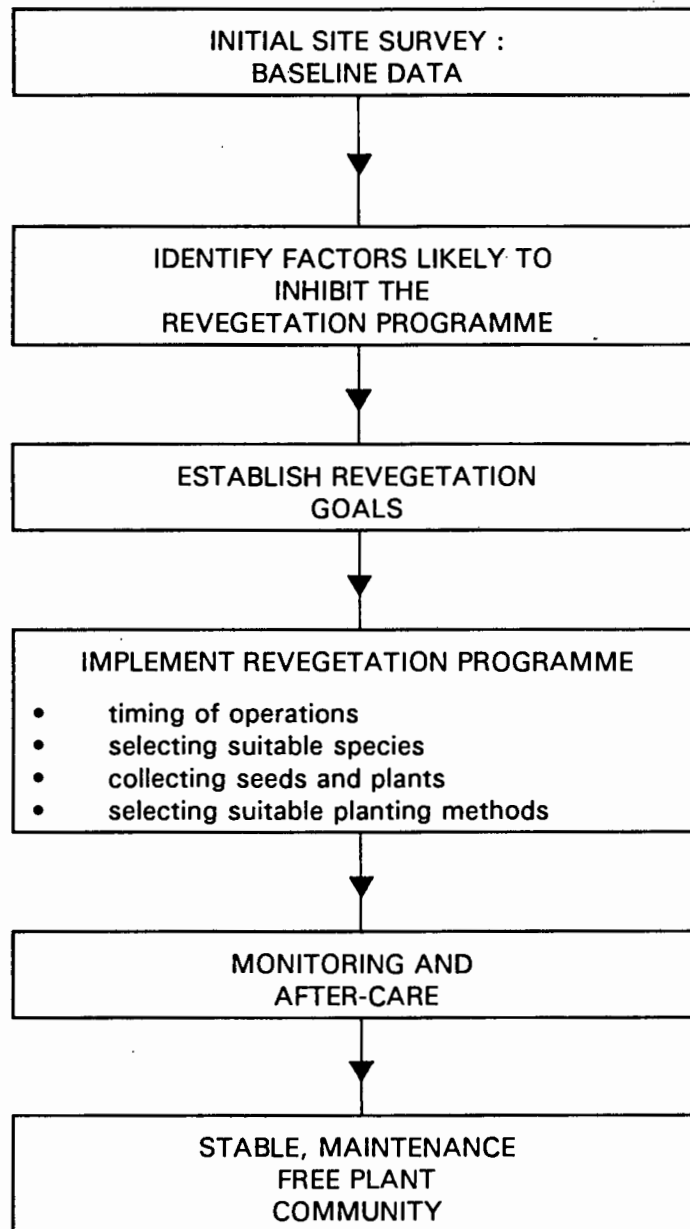 INITIAL SITE SURVEY :
BASELINE DATA
IDENTIFY FACTORS LIKELY TO
INHIBIT THE
REVEGETATION PROGRAMME
ESTABLISH REVEGETATION
GOALS
IMPLEMENT REVEGETATION PROGRAMME
• timing of operations
• selecting suitable species
• collecting seeds and plants
• selecting suitable planting methods
MONITORING AND
AFTER-CARE
STABLE, MAINTENANCE
FREE PLANT
COMMUNITY